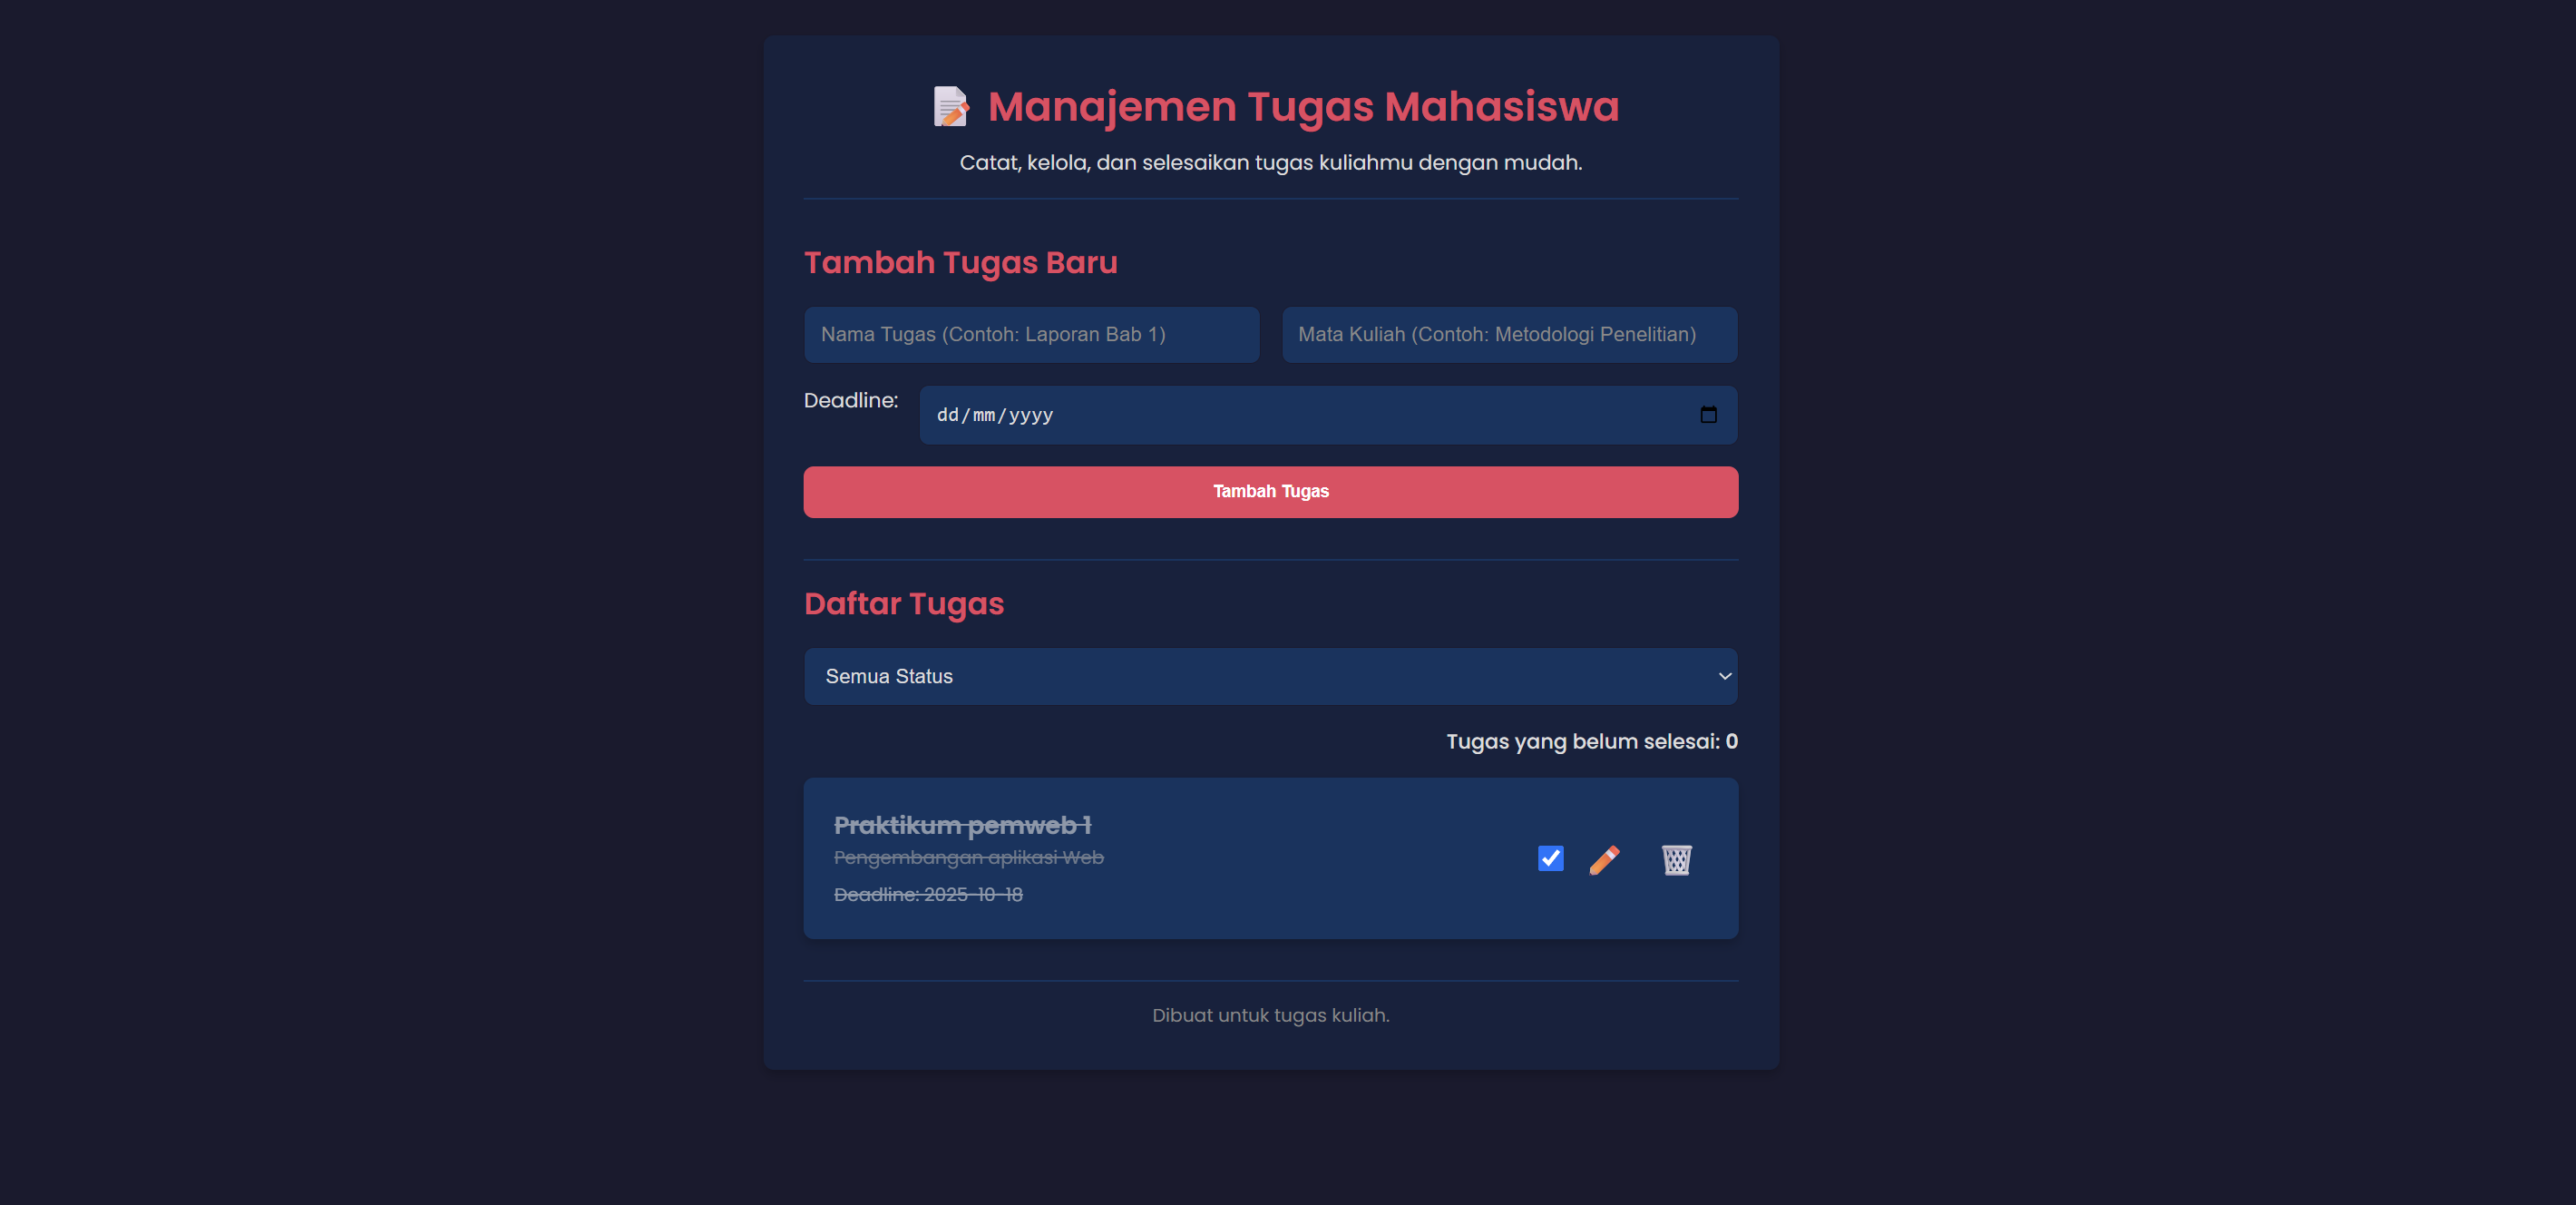 Manajemen Tugas Mahasiswa
Catat, kelola, dan selesaikan tugas kuliahmu dengan mudah.
Tambah Tugas Baru
Nama Tugas (Contoh: Laporan Bab 1)
Mata Kuliah (Contoh: Metodologi Penelitian)
Deadline:
dd/mm/yyyy
Tambah Tugas
Daftar Tugas
Semua Status
Tugas yang belum selesai: 0
Praktikum pemweb 1
Pengembangan aplikasi Web
Deadline: 2025-10-18
Dibuat untuk tugas kuliah.